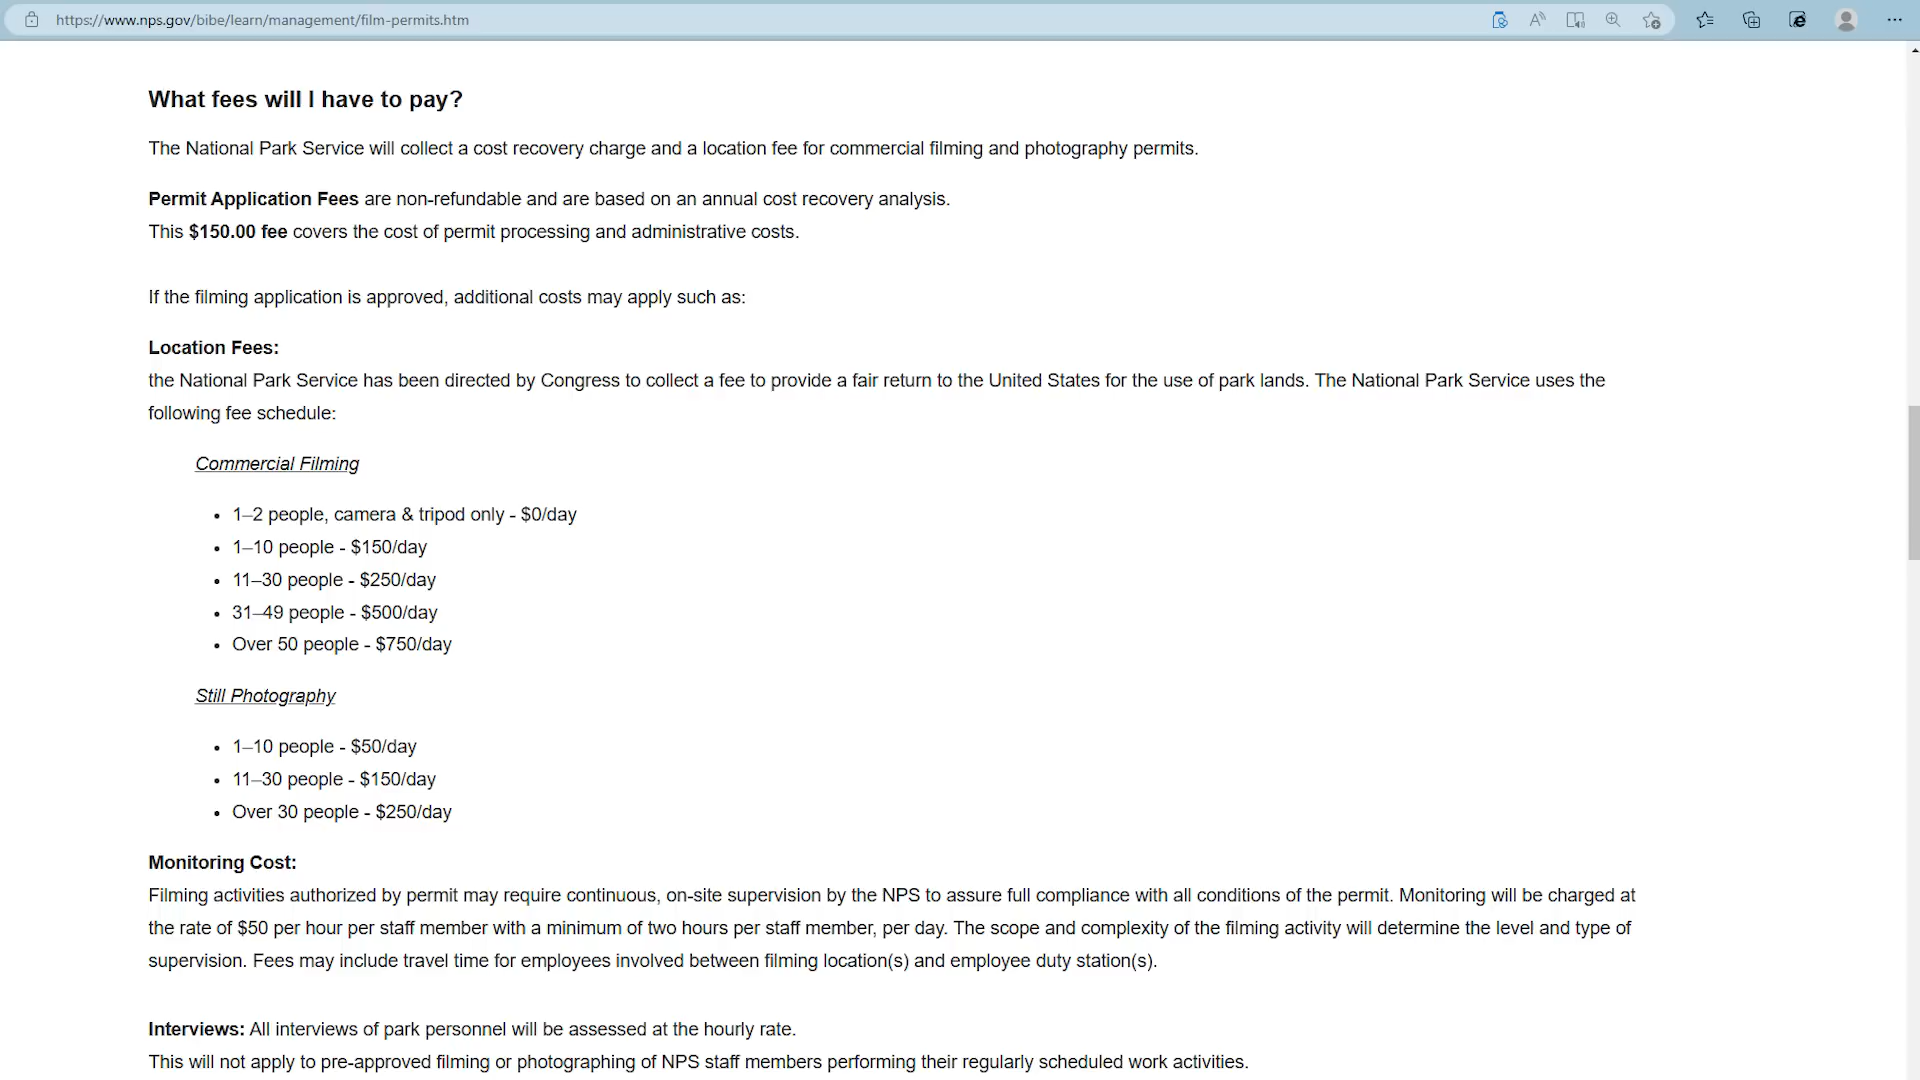 https://www.nps.gov/bibe/learn/management/film-permits.htm
What fees will I have to pay?
The National Park Service will collect a cost recovery charge and a location fee for commercial filming and photography permits.
Permit Application Fees are non-refundable and are based on an annual cost recovery analysis.
This $150.00 fee covers the cost of permit processing and administrative costs.
If the filming application is approved, additional costs may apply such as:
Location Fees:
the National Park Service has been directed by Congress to collect a fee to provide a fair return to the United States for the use of park lands. The National Park Service uses the
following fee schedule:
Commercial Filming
• 1–2 people, camera & tripod only - $0/day
• 1–10 people - $150/day
• 11–30 people - $250/day
• 31–49 people - $500/day
• Over 50 people - $750/day
Still Photography
• 1–10 people - $50/day
• 11–30 people - $150/day
• Over 30 people - $250/day
Monitoring Cost:
Filming activities authorized by permit may require continuous, on-site supervision by the NPS to assure full compliance with all conditions of the permit. Monitoring will be charged at
the rate of $50 per hour per staff member with a minimum of two hours per staff member, per day. The scope and complexity of the filming activity will determine the level and type of
supervision. Fees may include travel time for employees involved between filming location(s) and employee duty station(s).
Interviews: All interviews of park personnel will be assessed at the hourly rate.
This will not apply to pre-approved filming or photographing of NPS staff members performing their regularly scheduled work activities.